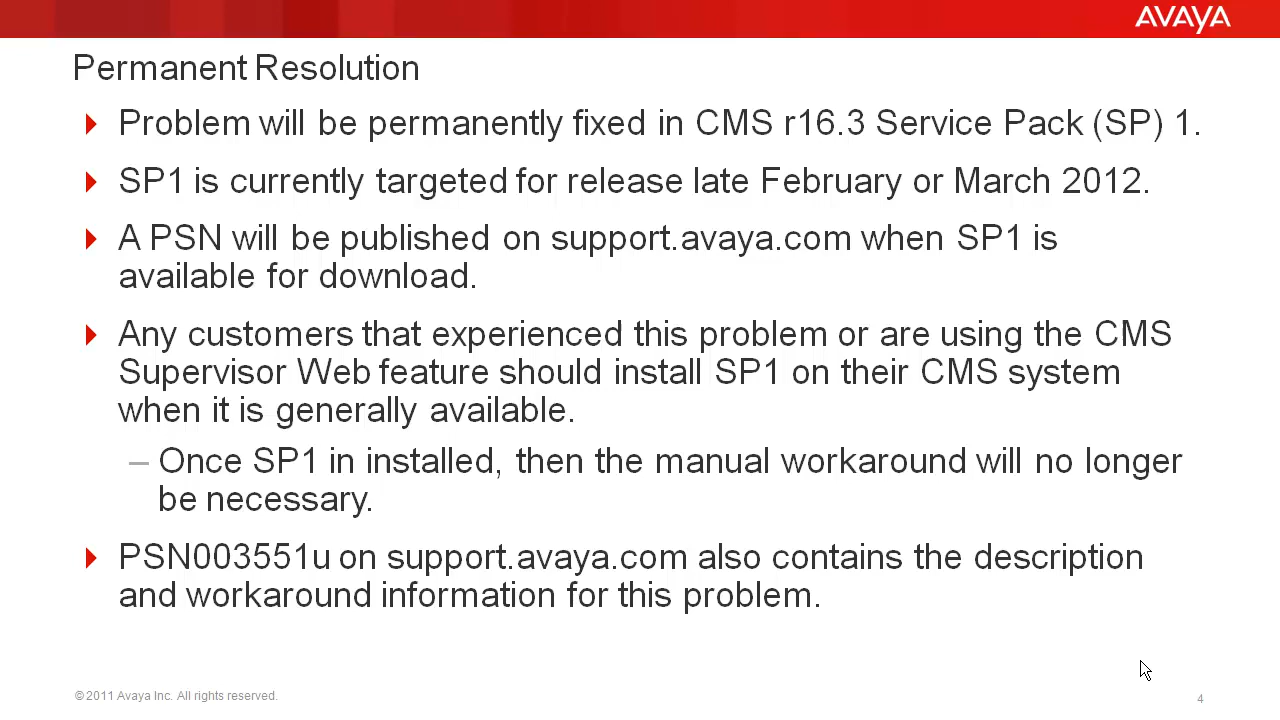 AVAYA
Permanent Resolution
Problem will be permanently fixed in CMS r16.3 Service Pack (SP) 1.
SP1 is currently targeted for release late February or March 2012.
A PSN will be published on support.avaya.com when SP1 is
available for download.
Any customers that experienced this problem or are using the CMS
Supervisor Web feature should install SP1 on their CMS system
when it is generally available.
– Once SP1 in installed, then the manual workaround will no longer
be necessary.
PSN003551u on support.avaya.com also contains the description
and workaround information for this problem.
© 2011 Avaya Inc. All rights reserved.
4